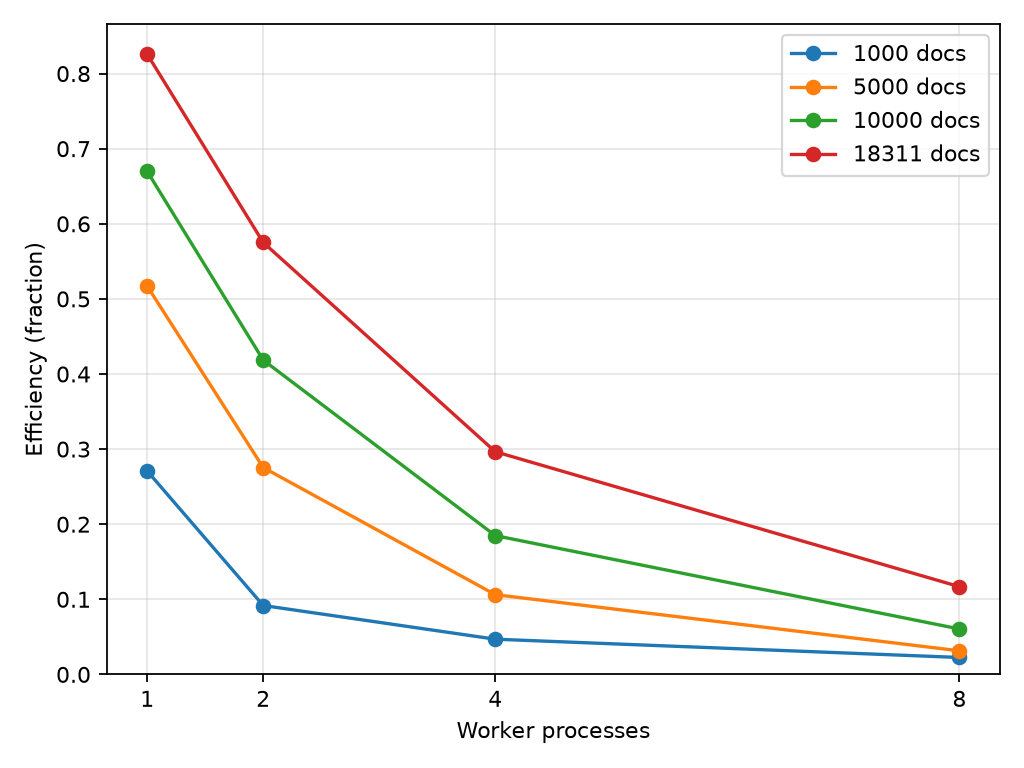 1000 docs
5000 docs
10000 docs
18311 docs
Efficiency (fraction)
0.8
0.7
0.6
0.5
0.4
0.3
0.2
0.1
0.0
1 2 4 8
Worker processes